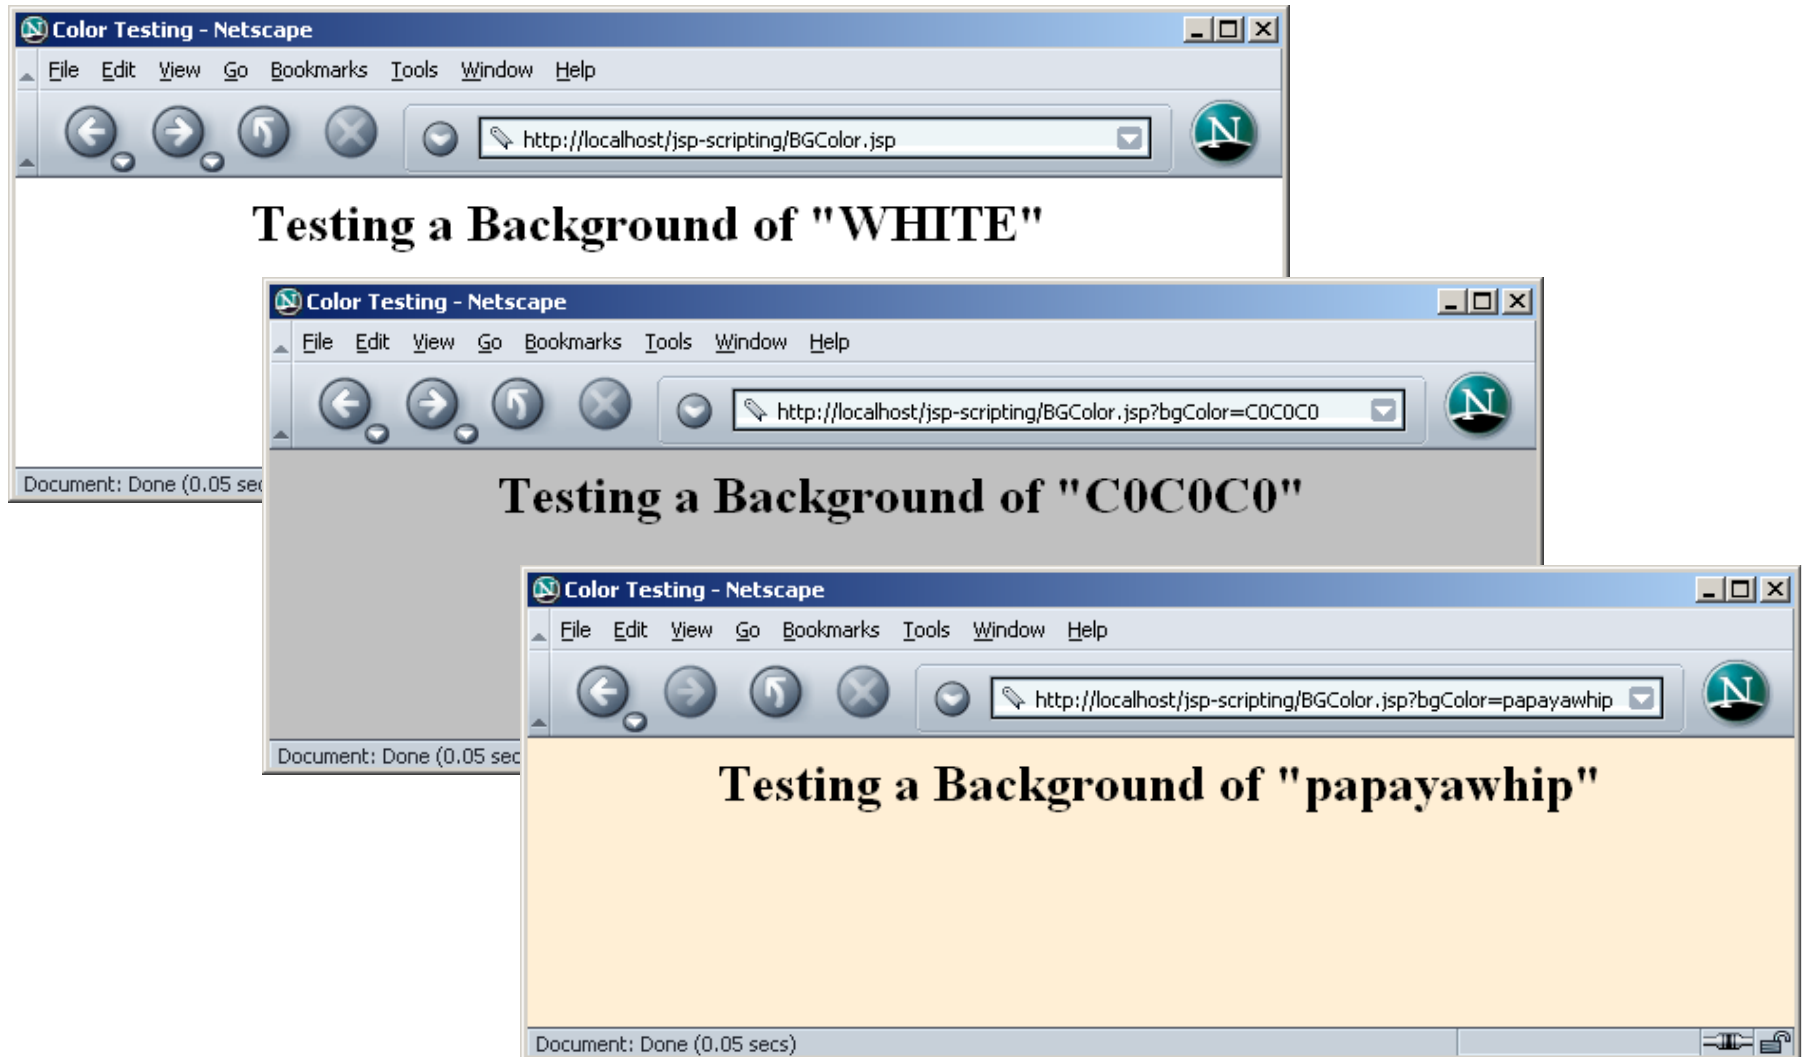 Color Testing - Netscape
File Edit View Go Bookmarks Tools Window Help
http://localhost/jsp-scripting/BGColor.jsp
N
Testing a Background of "WHITE"
Document: Done (0.05 sec
Color Testing - Netscape
File Edit View Go Bookmarks Tools Window Help
http://localhost/jsp-scripting/BGColor.jsp?bgColor=C0C0C0
N
Testing a Background of "C0C0C0"
Document: Done (0.05 sec
Color Testing - Netscape
File Edit View Go Bookmarks Tools Window Help
http://localhost/jsp-scripting/BGColor.jsp?bgColor=papayawhip
N
Testing a Background of "papayawhip"
Document: Done (0.05 secs)